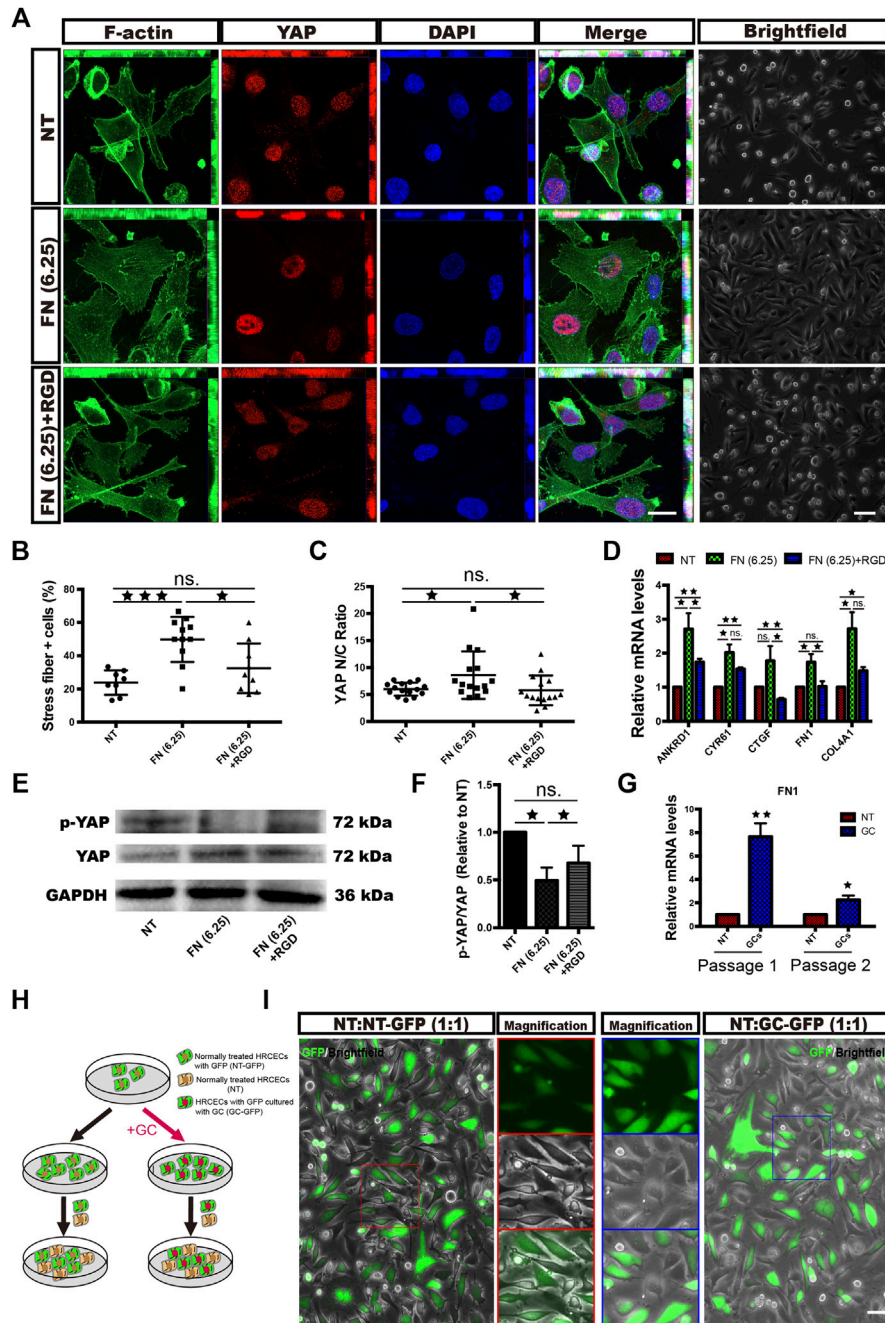 A
F-actin
YAP
DAPI
Merge
Brightfield
NT
FN (6.25)
FN (6.25)+RGD
B
Stress fiber + cells (%)
ns.
★★★
★
80
60
40
20
0
NT
FN (6.25)
FN (6.25)
+RGD
C
YAP N/C Ratio
ns.
★
★
25
20
15
10
5
0
NT
FN (6.25)
FN (6.25)
+RGD
D
NT
FN (6.25)
FN (6.25)+RGD
Relative mRNA levels
4
3
2
1
0
★★
★★ ★★
★★
★ ns.
★★
ns. ★
ns.
★★
★
★ ns.
ANKRD1
CYR61
CTGF
FN1
COL4A1
E
p-YAP
72 kDa
YAP
72 kDa
GAPDH
36 kDa
NT
FN (6.25)
FN (6.25)
+RGD
F
p-YAP/YAP (Relative to NT)
ns.
★
★
1.5
1.0
0.5
0.0
NT
FN (6.25)
FN (6.25)
+RGD
G
FN1
Relative mRNA levels
NT
GC
10
8
6
4
2
0
★★
★
NT
GCs
NT
GCs
Passage 1
Passage 2
H
Normally treated HRCECs
with GFP (NT-GFP)
Normally treated HRCECs
(NT)
HRCECs with GFP cultured
with GC (GC-GFP)
+GC
I
NT:NT-GFP (1:1)
Magnification
Magnification
NT:GC-GFP (1:1)
GFP/Brightfield
GFP/Brightfield